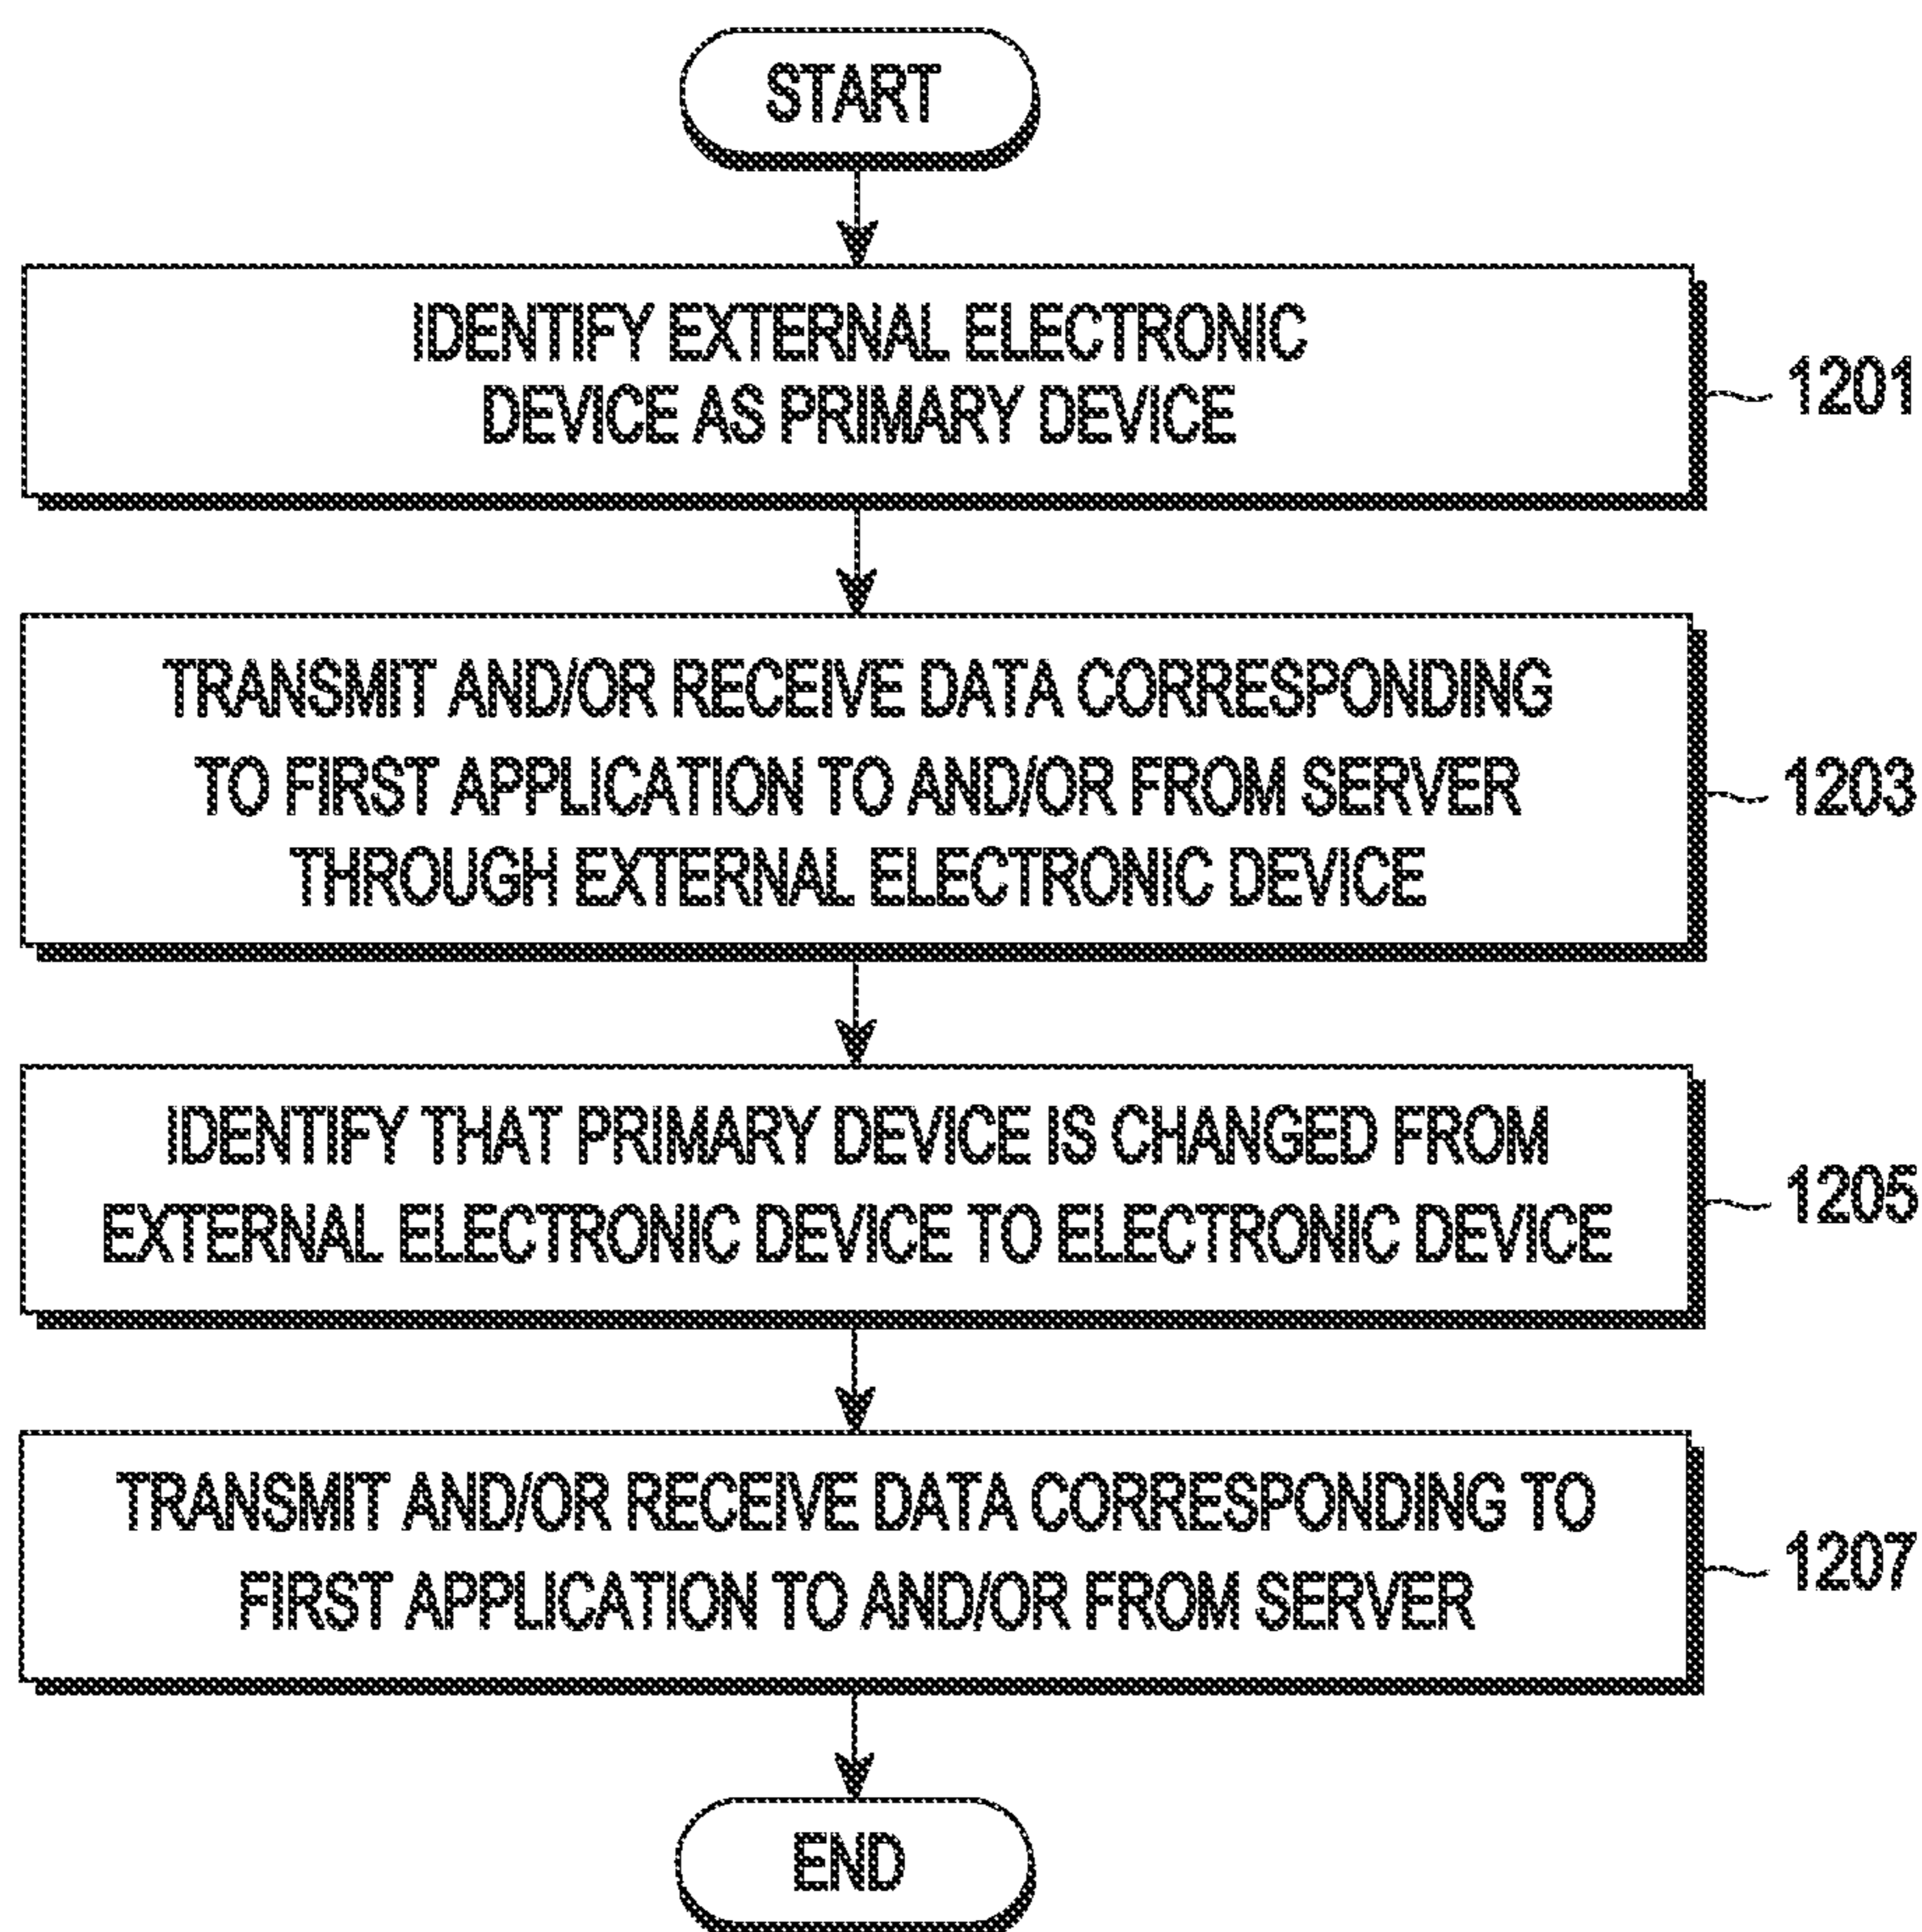 START
IDENTIFY EXTERNAL ELECTRONIC
DEVICE AS PRIMARY DEVICE
1201
TRANSMIT AND/OR RECEIVE DATA CORRESPONDING
TO FIRST APPLICATION TO AND/OR FROM SERVER
THROUGH EXTERNAL ELECTRONIC DEVICE
1203
IDENTIFY THAT PRIMARY DEVICE IS CHANGED FROM
EXTERNAL ELECTRONIC DEVICE TO ELECTRONIC DEVICE
1205
TRANSMIT AND/OR RECEIVE DATA CORRESPONDING TO
FIRST APPLICATION TO AND/OR FROM SERVER
1207
END